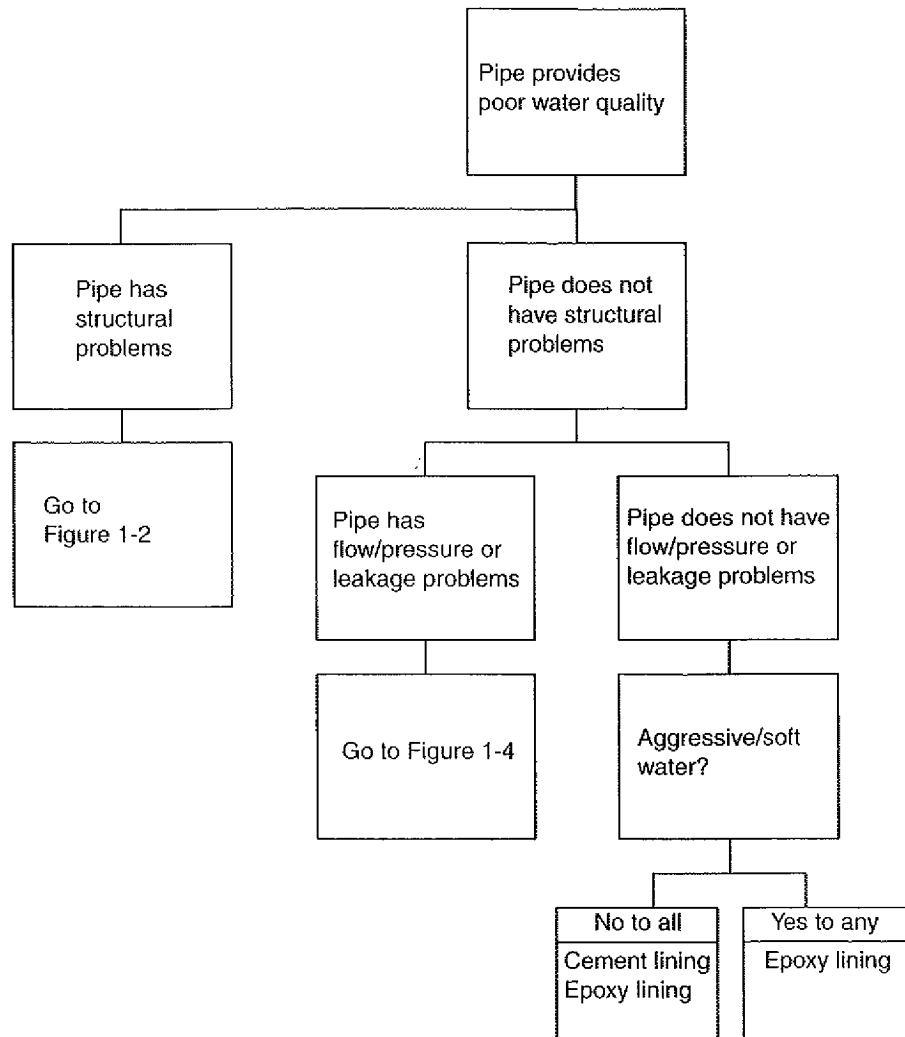 Pipe provides
poor water quality
Pipe has
structural
problems
Pipe does not
have structural
problems
Go to
Figure 1-2
Pipe has
flow/pressure or
leakage problems
Pipe does not have
flow/pressure or
leakage problems
Go to Figure 1-4
Aggressive/soft
water?
No to all
Cement lining
Epoxy lining
Yes to any
Epoxy lining